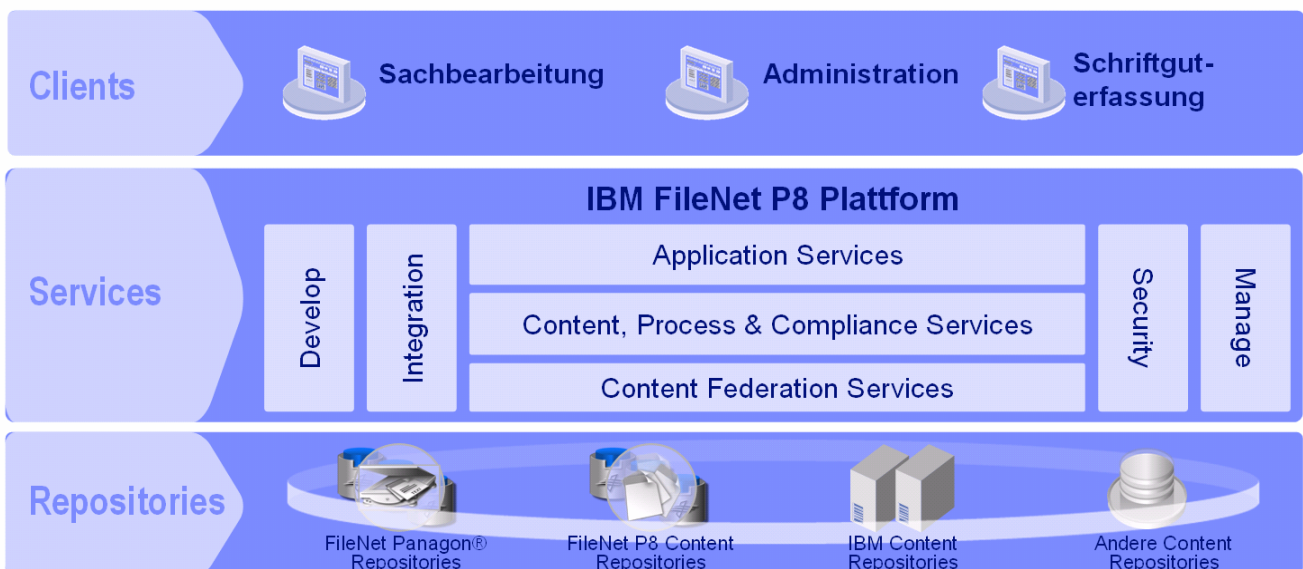 Clients
Sachbearbeitung
Administration
Schriftgut-
erfassung
Services
IBM FileNet P8 Plattform
Develop
Integration
Application Services
Content, Process & Compliance Services
Content Federation Services
Security
Manage
Repositories
FileNet Panagon®
Repositories
FileNet P8 Content
Repositories
IBM Content
Repositories
Andere Content
Repositories